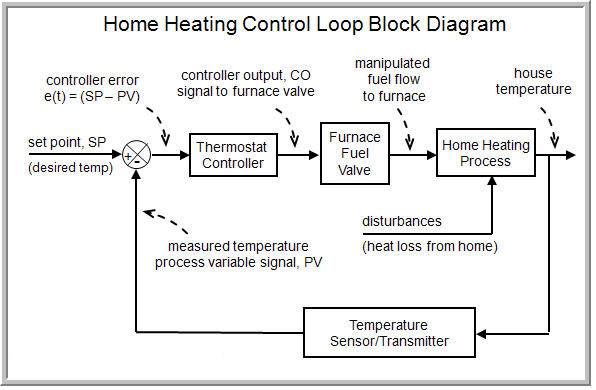 Home Heating Control Loop Block Diagram
controller error
e(t) = (SP – PV)
controller output, CO
signal to furnace valve
manipulated
fuel flow
to furnace
house
temperature
set point, SP
(desired temp)
+
-
Thermostat
Controller
Furnace
Fuel
Valve
Home Heating
Process
disturbances
(heat loss from home)
measured temperature
process variable signal, PV
Temperature
Sensor/Transmitter